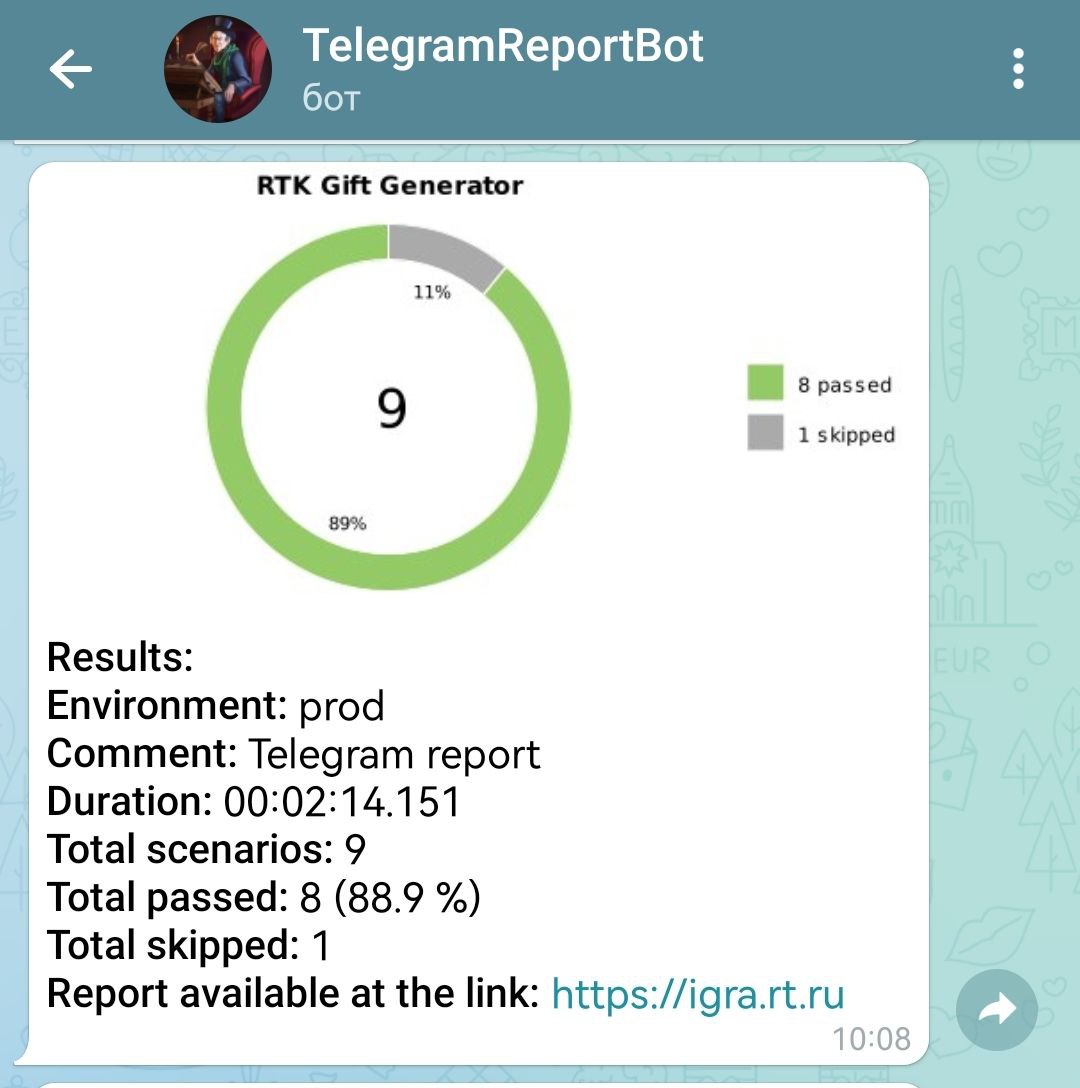 TelegramReportBot
бот
RTK Gift Generator
11%
9
8 passed
1 skipped
89%
Results:
Environment: prod
Comment: Telegram report
Duration: 00:02:14.151
Total scenarios: 9
Total passed: 8 (88.9 %)
Total skipped: 1
Report available at the link: https://igra.rt.ru
10:08